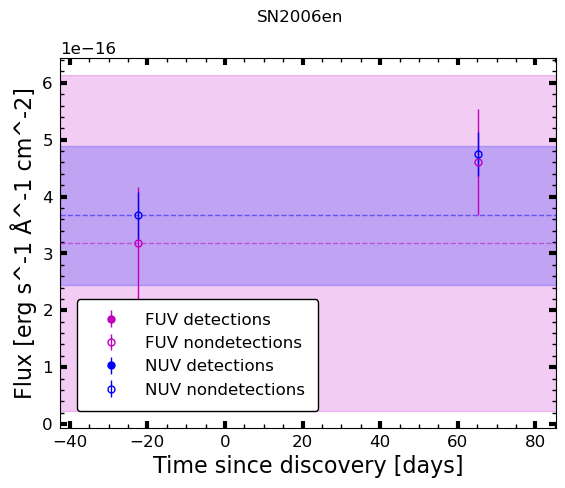 SN2006en
1e−16
Flux [erg s^-1 Å^-1 cm^-2]
6
5
4
3
2
1
0
FUV detections
FUV nondetections
NUV detections
NUV nondetections
−40 −20 0 20 40 60 80
Time since discovery [days]